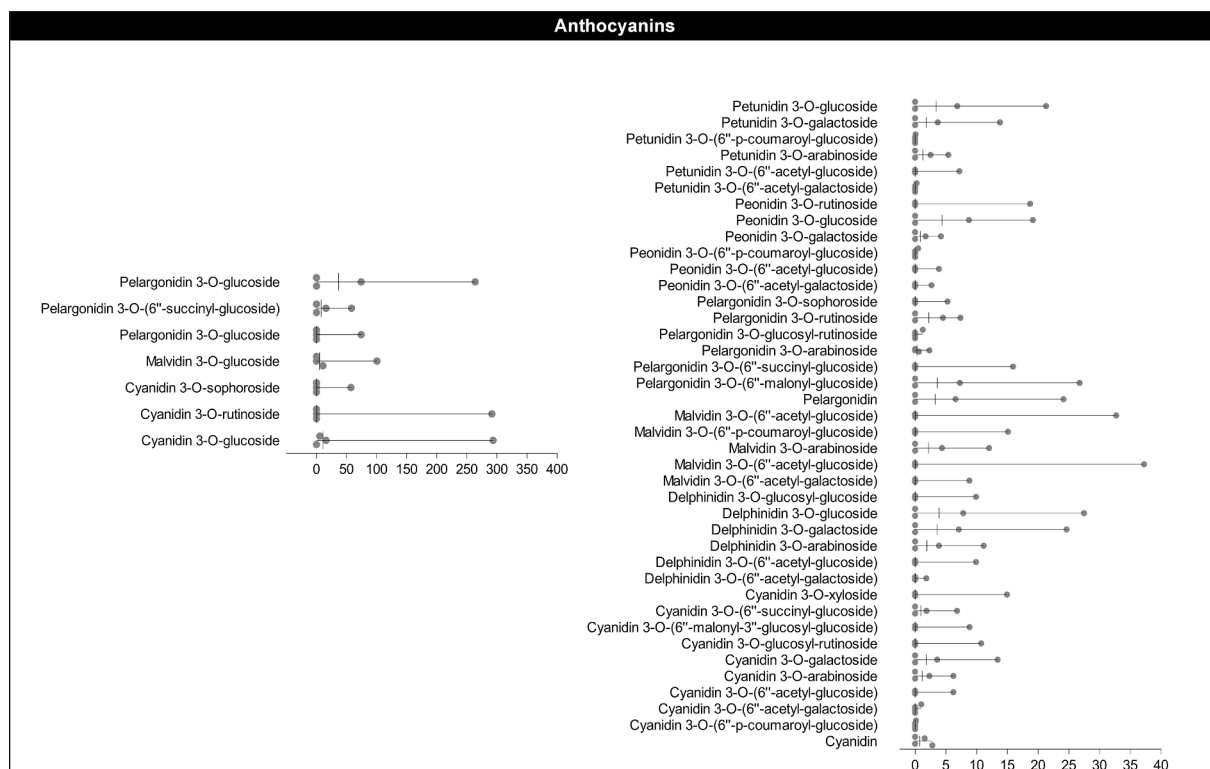 Anthocyanins
Pelargonidin 3-O-glucoside
Pelargonidin 3-O-(6"-succinyl-glucoside)
Pelargonidin 3-O-glucoside
Malvidin 3-O-glucoside
Cyanidin 3-O-sophoroside
Cyanidin 3-O-rutinoside
Cyanidin 3-O-glucoside
0 50 100 150 200 250 300 350 400
Petunidin 3-O-glucoside
Petunidin 3-O-galactoside
Petunidin 3-O-(6"-p-coumaroyl-glucoside)
Petunidin 3-O-arabinoside
Petunidin 3-O-(6"-acetyl-glucoside)
Petunidin 3-O-(6"-acetyl-galactoside)
Peonidin 3-O-rutinoside
Peonidin 3-O-glucoside
Peonidin 3-O-galactoside
Peonidin 3-O-(6"-p-coumaroyl-glucoside)
Peonidin 3-O-(6"-acetyl-glucoside)
Peonidin 3-O-(6"-acetyl-galactoside)
Pelargonidin 3-O-sophoroside
Pelargonidin 3-O-rutinoside
Pelargonidin 3-O-glucosyl-rutinoside
Pelargonidin 3-O-arabinoside
Pelargonidin 3-O-(6"-succinyl-glucoside)
Pelargonidin 3-O-(6"-malonyl-glucoside)
Pelargonidin
Malvidin 3-O-(6"-acetyl-glucoside)
Malvidin 3-O-(6"-p-coumaroyl-glucoside)
Malvidin 3-O-arabinoside
Malvidin 3-O-(6"-acetyl-glucoside)
Malvidin 3-O-(6"-acetyl-galactoside)
Delphinidin 3-O-glucosyl-glucoside
Delphinidin 3-O-glucoside
Delphinidin 3-O-galactoside
Delphinidin 3-O-arabinoside
Delphinidin 3-O-(6"-acetyl-glucoside)
Delphinidin 3-O-(6"-acetyl-galactoside)
Cyanidin 3-O-xyloside
Cyanidin 3-O-(6"-succinyl-glucoside)
Cyanidin 3-O-(6"-malonyl-3"-glucosyl-glucoside)
Cyanidin 3-O-glucosyl-rutinoside
Cyanidin 3-O-galactoside
Cyanidin 3-O-arabinoside
Cyanidin 3-O-(6"-acetyl-glucoside)
Cyanidin 3-O-(6"-acetyl-galactoside)
Cyanidin 3-O-(6"-p-coumaroyl-glucoside)
Cyanidin
0 5 10 15 20 25 30 35 40